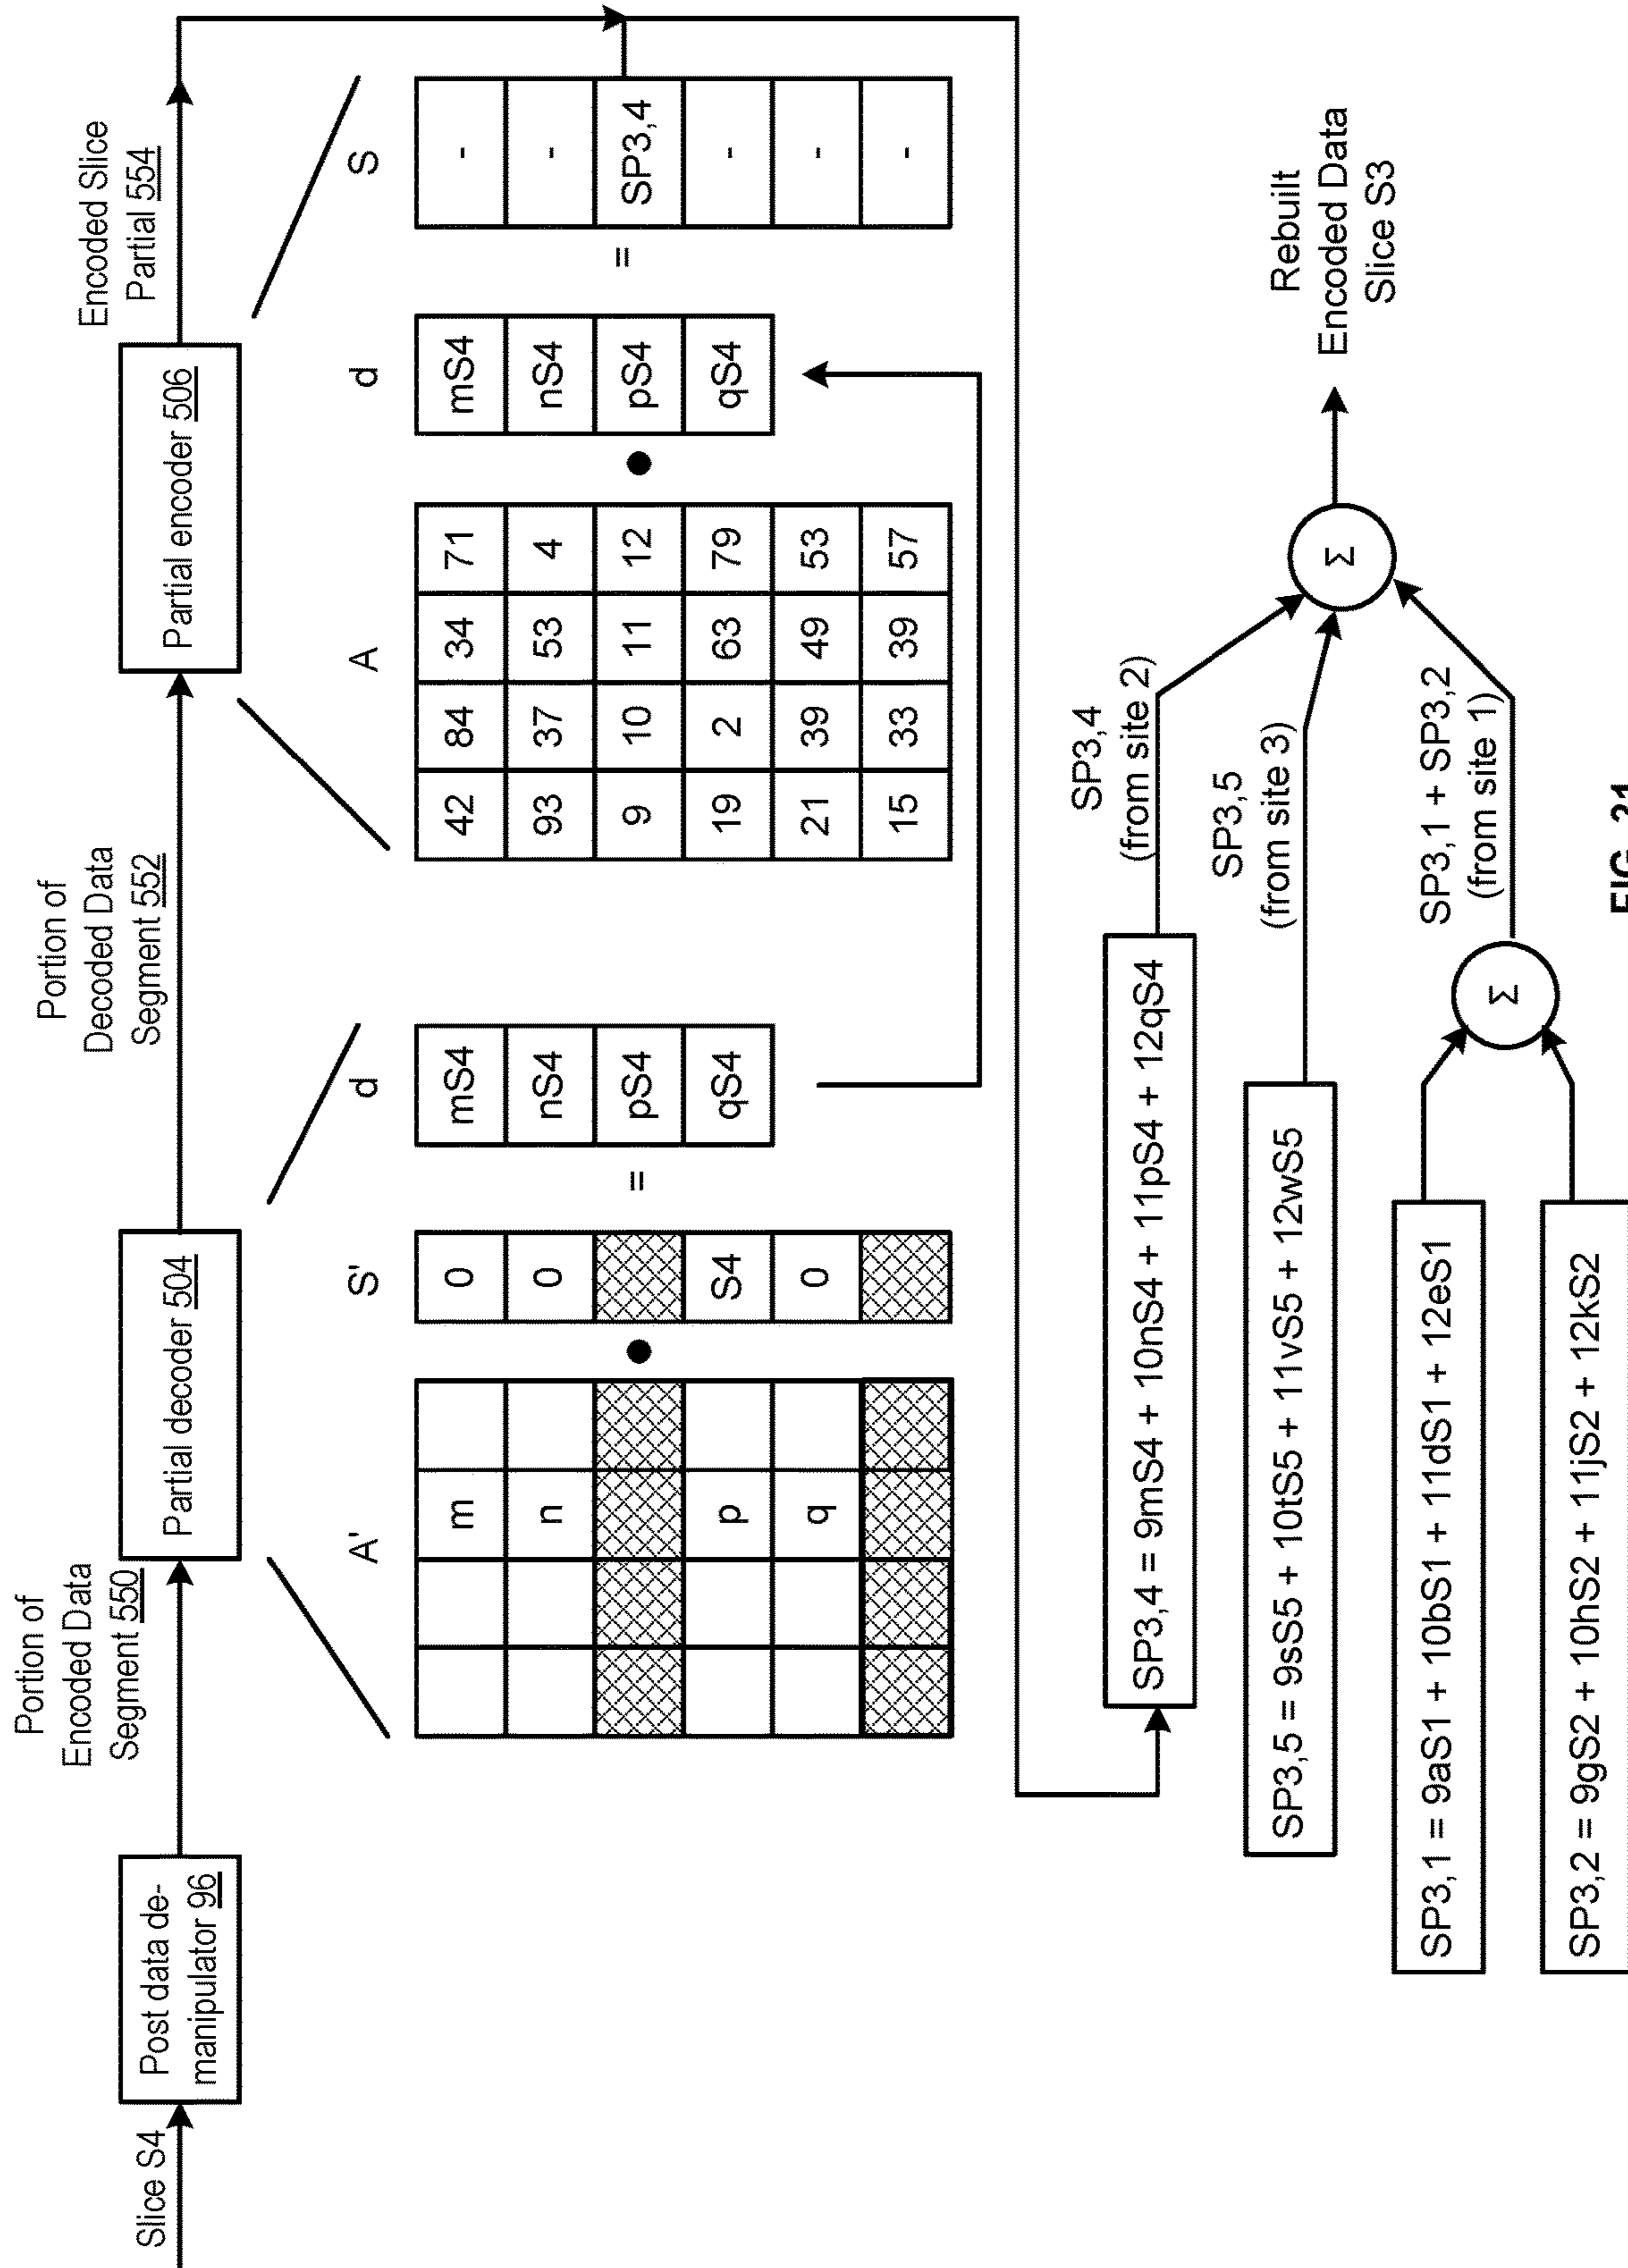 Slice S4
Post data de-
manipulator 96
Portion of
Encoded Data
Segment 550
Partial decoder 504
Portion of
Decoded Data
Segment 552
Partial encoder 506
Encoded Slice
Partial 554
A' S' d A d S
m 0 mS4 42 84 34 71 mS4 -
n 0 nS4 93 37 53 4 nS4 -
• = pS4 9 10 11 12 • pS4 = SP3,4
p S4 qS4 19 2 63 79 qS4 -
q 0 21 39 49 53 -
15 33 39 57 -
SP3,4 = 9mS4 + 10nS4 + 11pS4 + 12qS4
SP3,4
(from site 2)
SP3,5 = 9sS5 + 10tS5 + 11vS5 + 12wS5
SP3,5
(from site 3)
SP3,1 = 9aS1 + 10bS1 + 11dS1 + 12eS1
SP3,2 = 9gS2 + 10hS2 + 11jS2 + 12kS2
Σ
SP3,1 + SP3,2
(from site 1)
Σ
Rebuilt
Encoded Data
Slice S3
FIG. 21